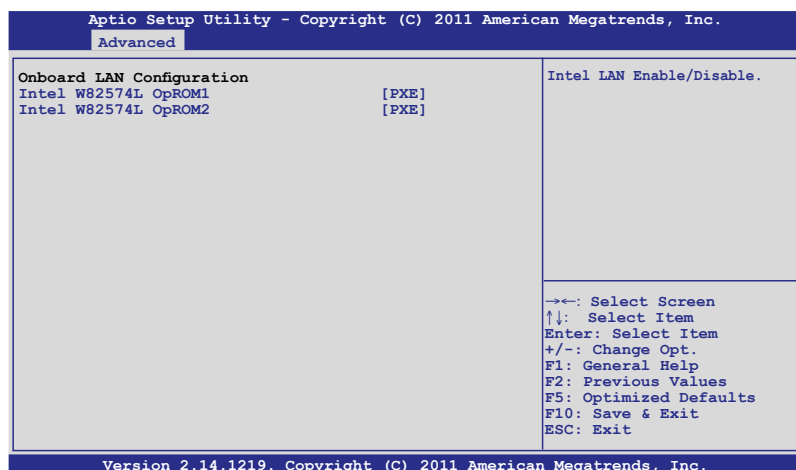 Aptio Setup Utility - Copyright (C) 2011 American Megatrends, Inc.
Advanced
Onboard LAN Configuration
Intel W82574L OpROM1 [PXE]
Intel W82574L OpROM2 [PXE]
Intel LAN Enable/Disable.
→←: Select Screen
↑↓: Select Item
Enter: Select Item
+/-: Change Opt.
F1: General Help
F2: Previous Values
F5: Optimized Defaults
F10: Save & Exit
ESC: Exit
Version 2.14.1219. Copyright (C) 2011 American Megatrends, Inc.